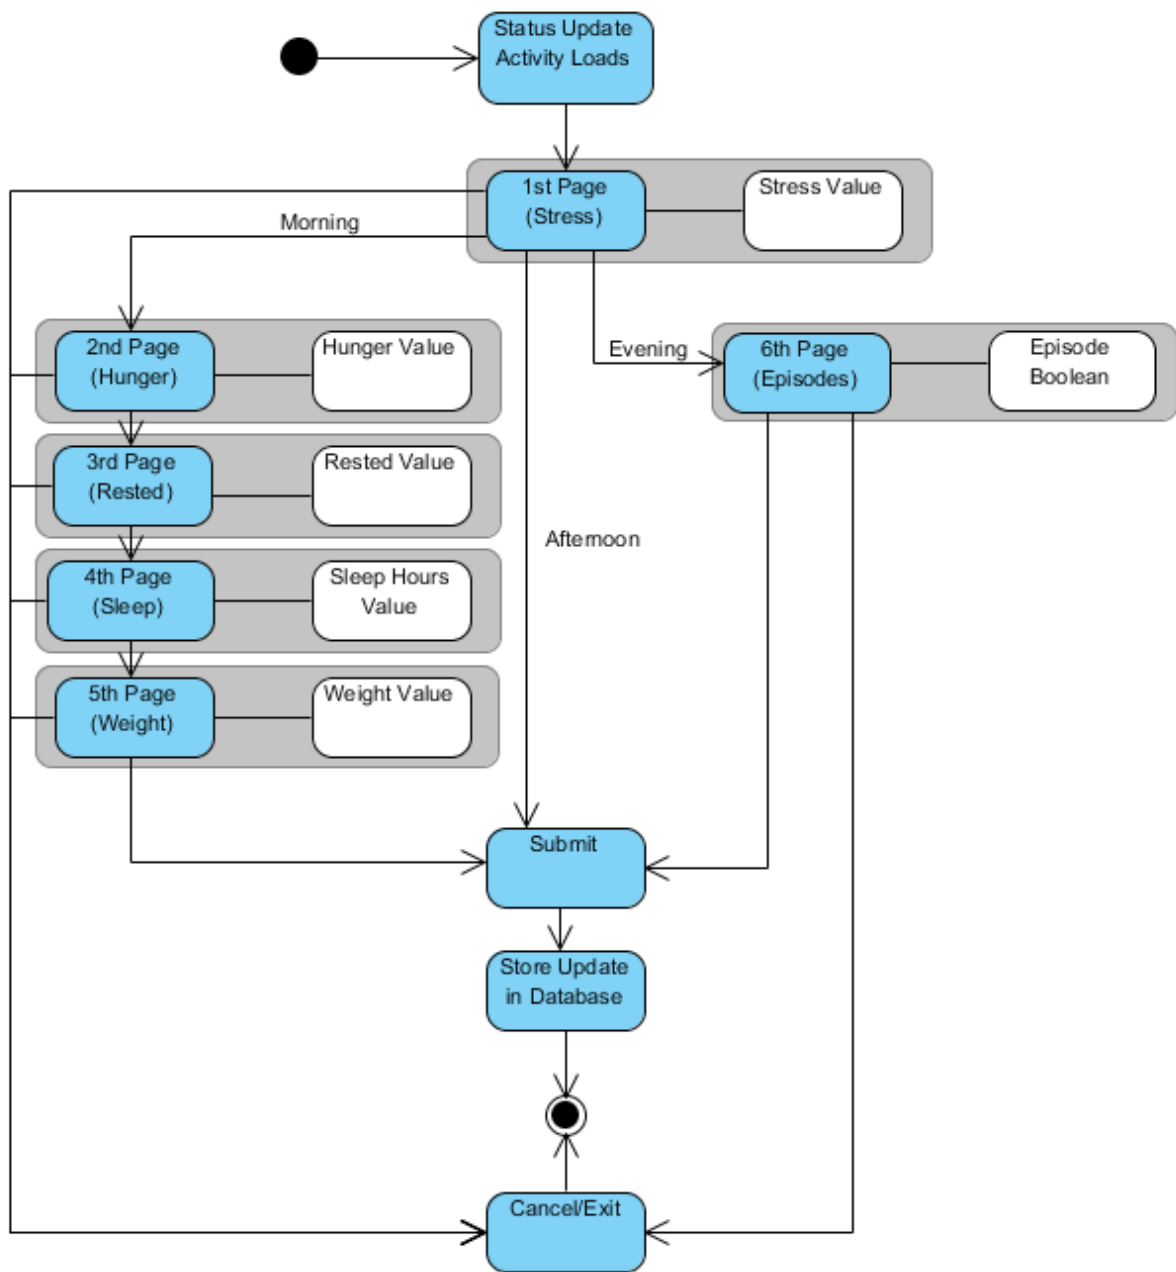 Status Update
Activity Loads
1st Page
(Stress)
Stress Value
Morning
2nd Page
(Hunger)
Hunger Value
Evening
6th Page
(Episodes)
Episode
Boolean
3rd Page
(Rested)
Rested Value
Afternoon
4th Page
(Sleep)
Sleep Hours
Value
5th Page
(Weight)
Weight Value
Submit
Store Update
in Database
Cancel/Exit